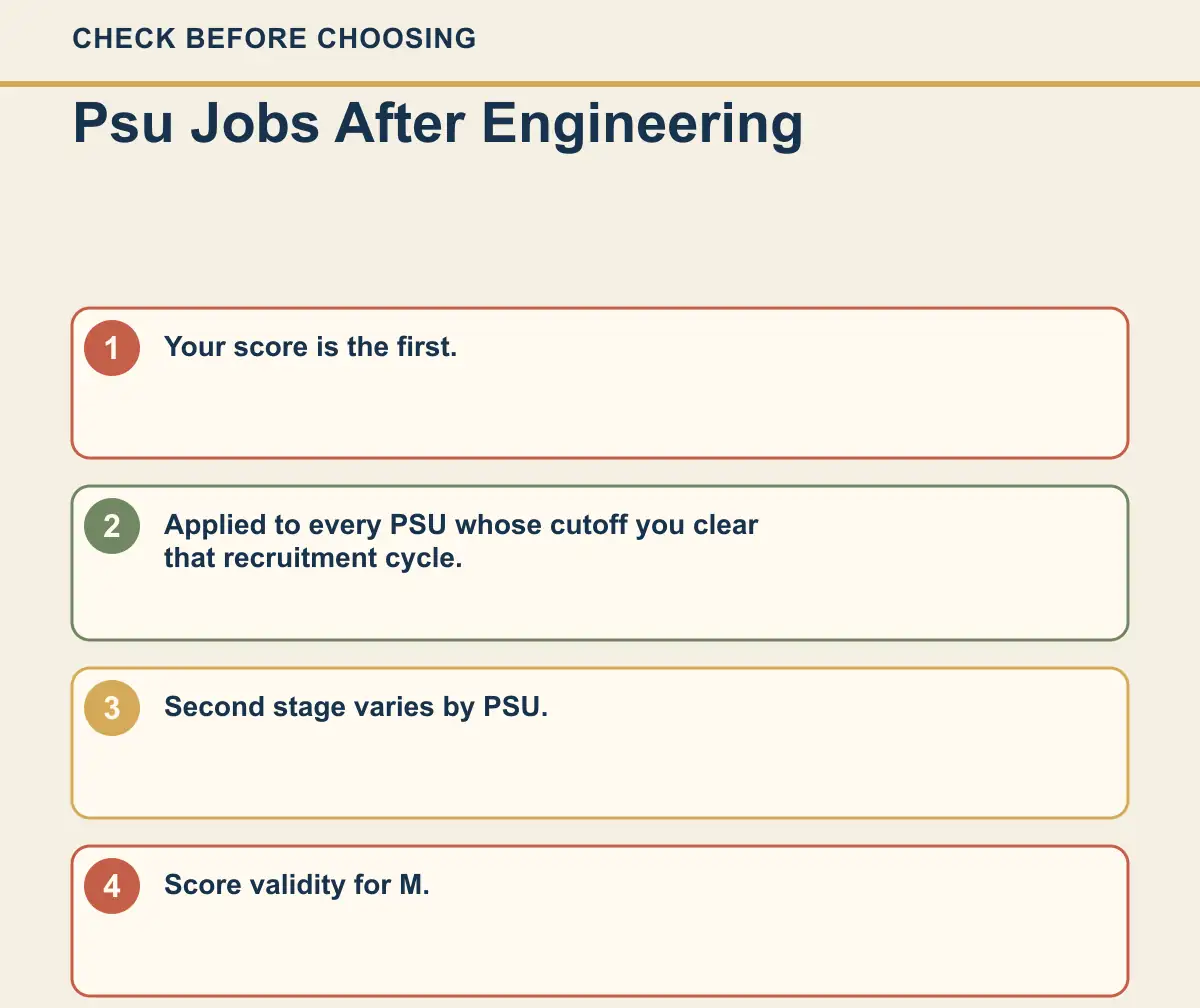 CHECK BEFORE CHOOSING
Psu Jobs After Engineering
1 Your score is the first.
2 Applied to every PSU whose cutoff you clear
that recruitment cycle.
3 Second stage varies by PSU.
4 Score validity for M.